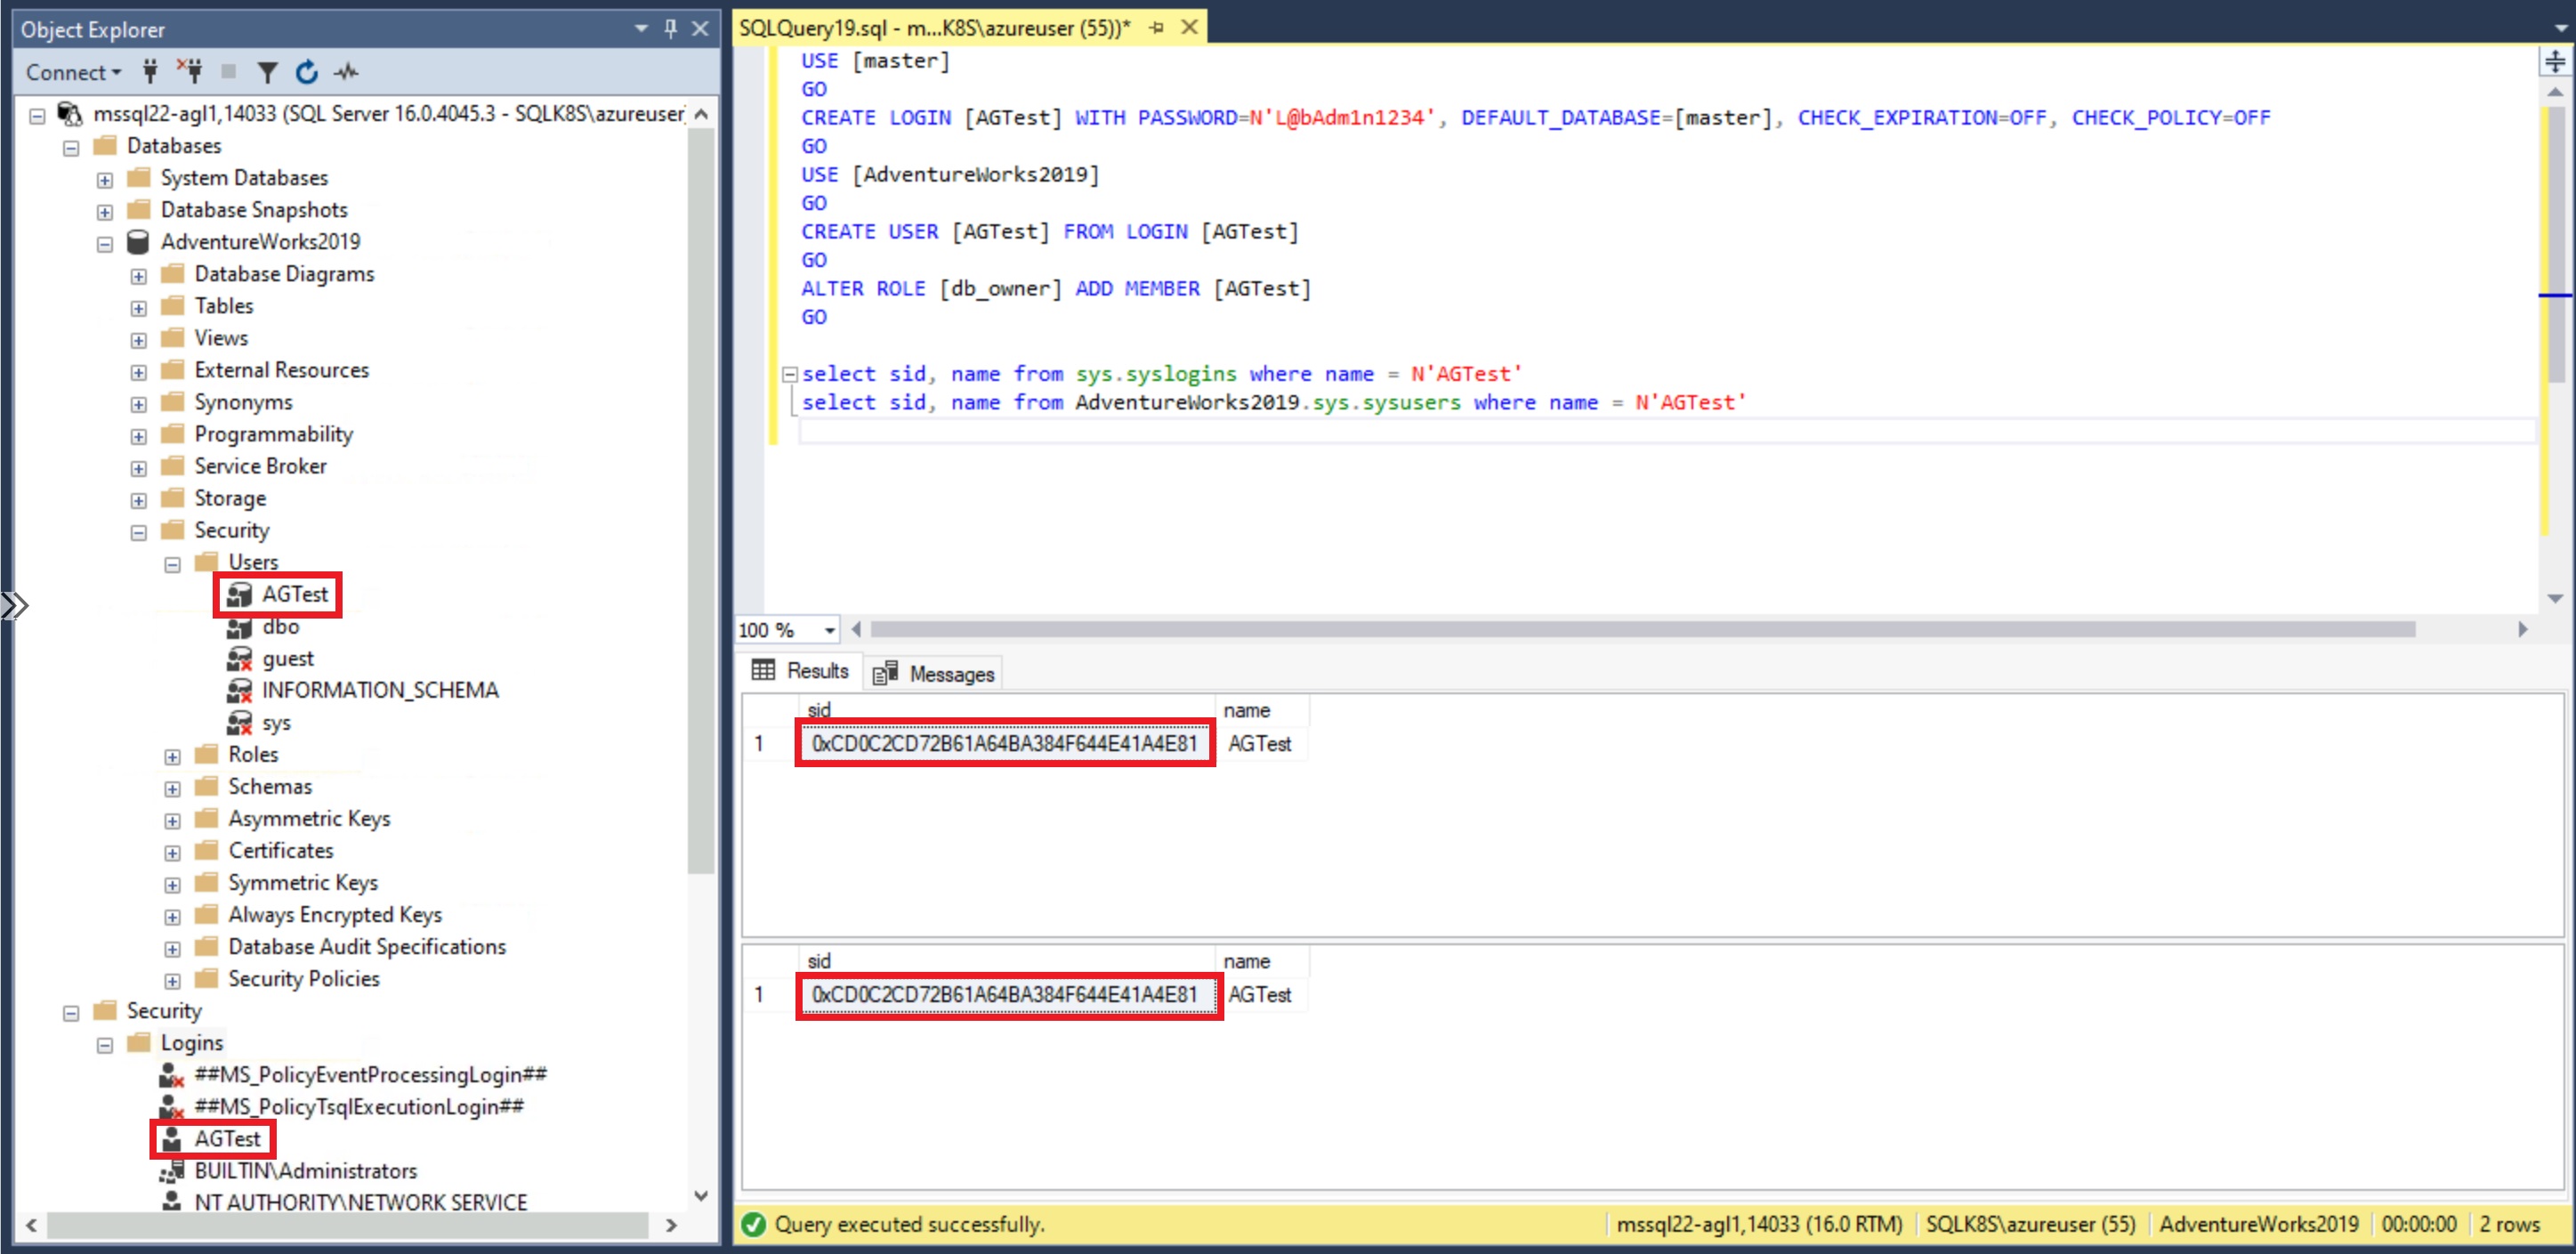 Object Explorer
Connect
mssql22-agl1,14033 (SQL Server 16.0.4045.3 - SQLK8S\azureuser
Databases
System Databases
Database Snapshots
AdventureWorks2019
Database Diagrams
Tables
Views
External Resources
Synonyms
Programmability
Service Broker
Storage
Security
Users
AGTest
dbo
guest
INFORMATION_SCHEMA
sys
Roles
Schemas
Asymmetric Keys
Certificates
Symmetric Keys
Always Encrypted Keys
Database Audit Specifications
Security Policies
Security
Logins
##MS_PolicyEventProcessingLogin##
##MS_PolicyTsqlExecutionLogin##
AGTest
BUILTIN\Administrators
NT AUTHORITY\NETWORK SERVICE
SQLQuery19.sql - m...K8S\azureuser (55))*
USE [master]
GO
CREATE LOGIN [AGTest] WITH PASSWORD=N'L@bAdm1n1234', DEFAULT_DATABASE=[master], CHECK_EXPIRATION=OFF, CHECK_POLICY=OFF
GO
USE [AdventureWorks2019]
GO
CREATE USER [AGTest] FROM LOGIN [AGTest]
GO
ALTER ROLE [db_owner] ADD MEMBER [AGTest]
GO
select sid, name from sys.syslogins where name = N'AGTest'
select sid, name from AdventureWorks2019.sys.sysusers where name = N'AGTest'
100 %
Results Messages
sid name
1 0xCD0C2CD72B61A64BA384F644E41A4E81 AGTest
sid name
1 0xCD0C2CD72B61A64BA384F644E41A4E81 AGTest
Query executed successfully. mssql22-agl1,14033 (16.0 RTM) SQLK8S\azureuser (55) AdventureWorks2019 00:00:00 2 rows